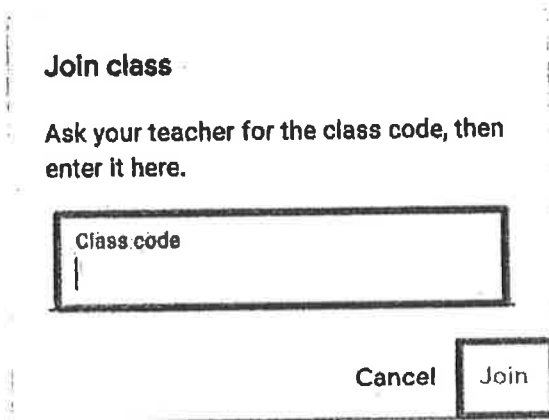 Join class
Ask your teacher for the class code, then
enter it here.
Class code
Cancel Join